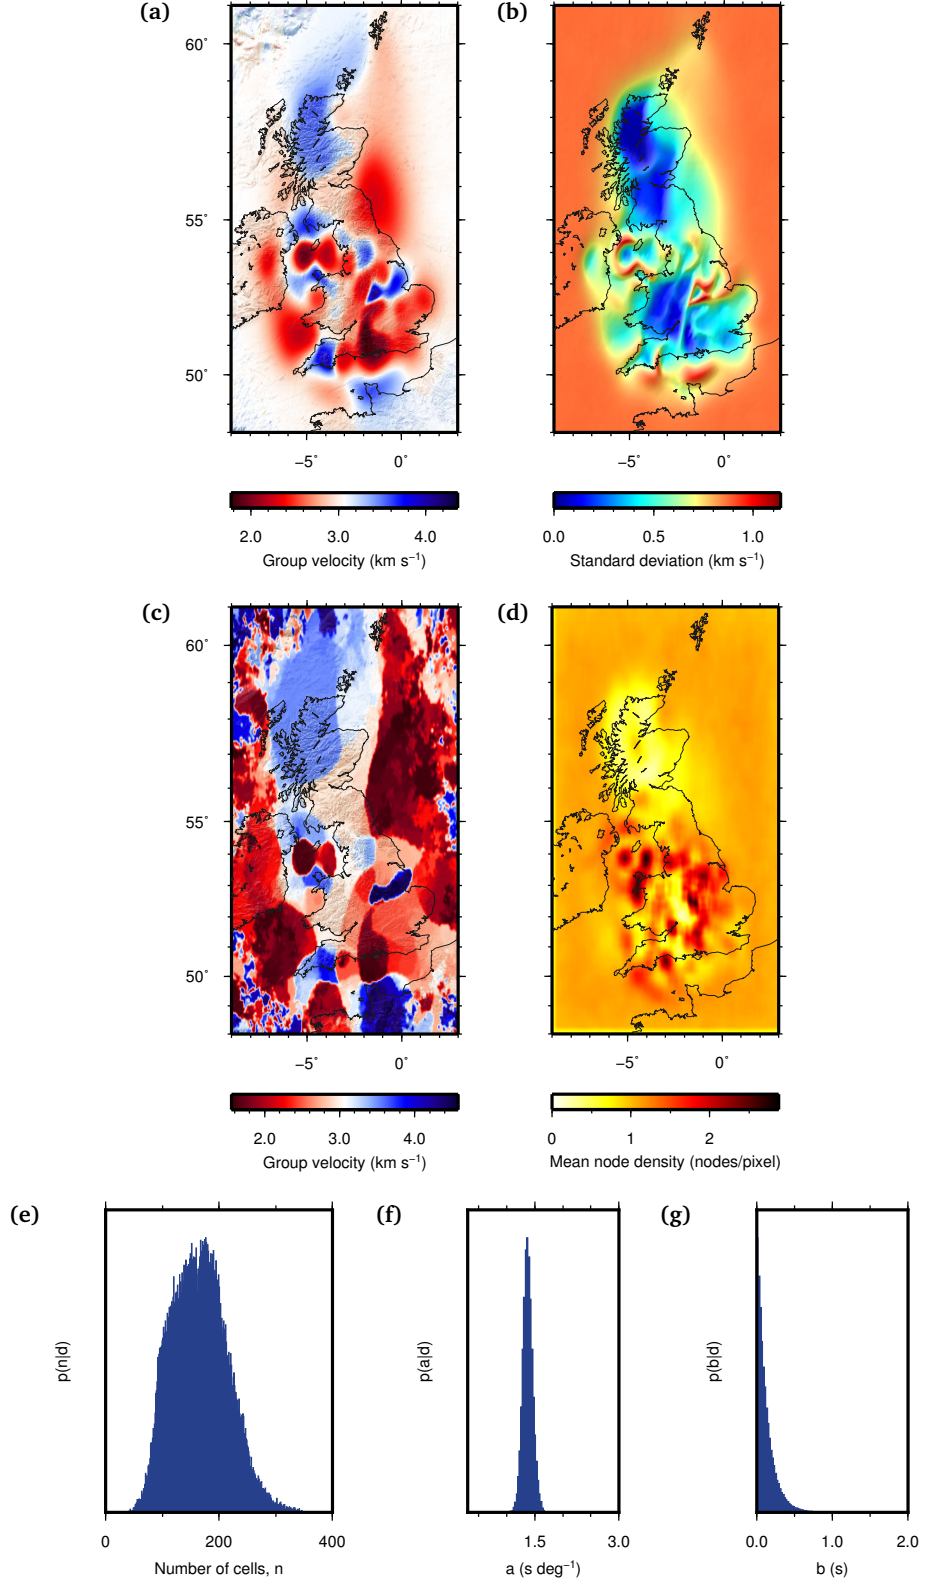 (a) (b)
60˚
55˚
50˚
−5˚ 0˚ −5˚ 0˚
2.0 3.0 4.0 0.0 0.5 1.0
Group velocity (km s⁻¹) Standard deviation (km s⁻¹)
(c) (d)
60˚
55˚
50˚
−5˚ 0˚ −5˚ 0˚
2.0 3.0 4.0 0 1 2
Group velocity (km s⁻¹) Mean node density (nodes/pixel)
(e) (f) (g)
p(n|d) p(a|d) p(b|d)
0 200 400 1.5 3.0 0.0 1.0 2.0
Number of cells, n a (s deg⁻¹) b (s)